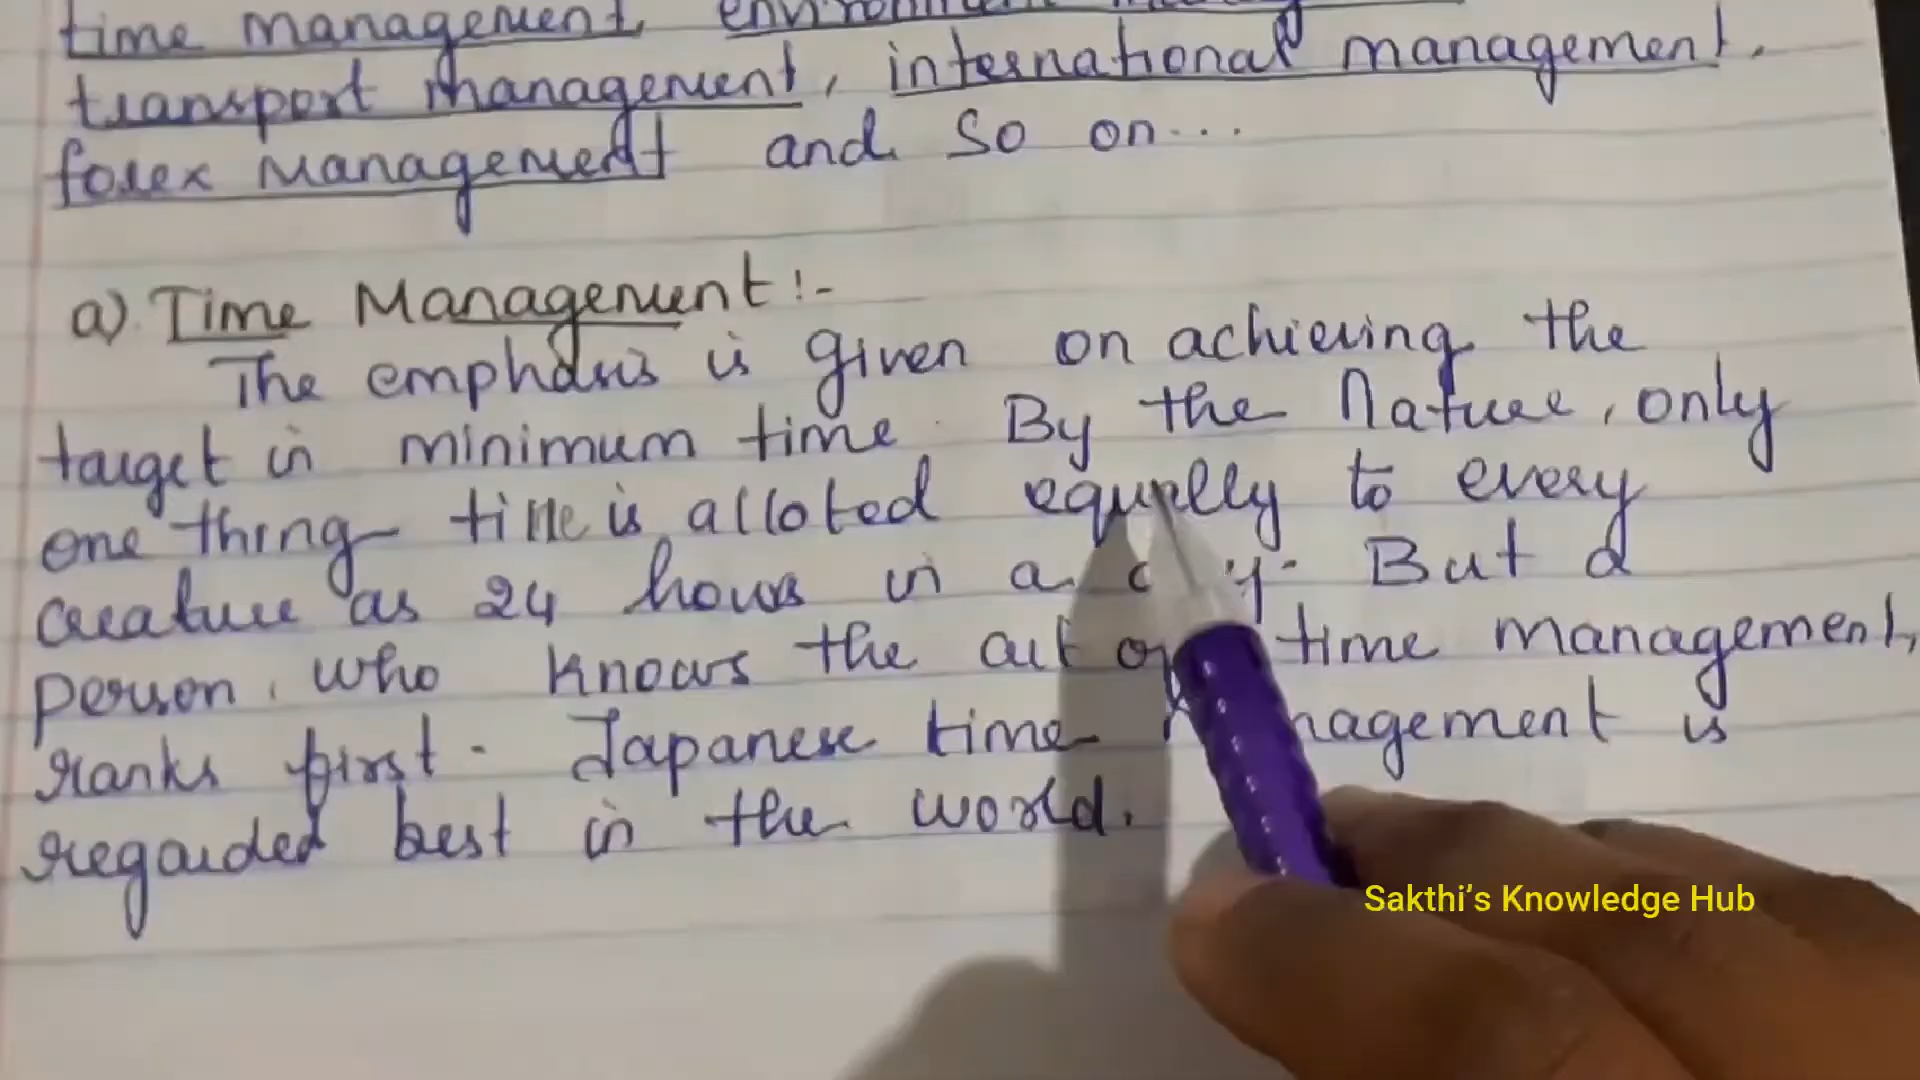 time management, environment
transport management, international management,
forex management and so on...
a) Time Management :-
The emphasis is given on achieving the
target in minimum time. By the Nature, only
one thing time is alloted equally to every
creature as 24 hours in a day. But a
person, who knows the art of time management,
ranks first. Japanese time management is
regarded best in the world.
Sakthi's Knowledge Hub